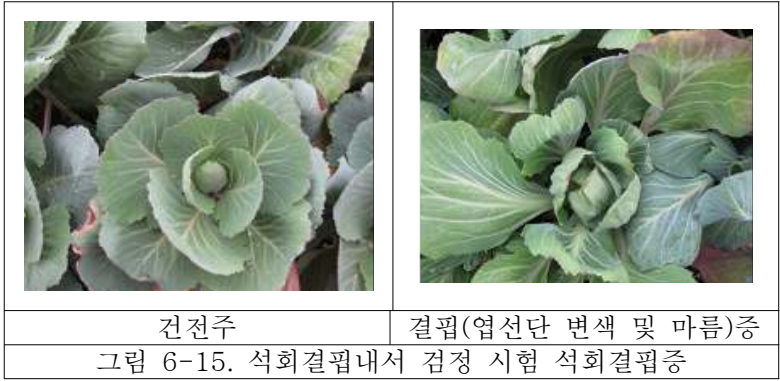 건전주
결핍(엽선단 변색 및 마름)증
그림 6-15. 석회결핍내서 검정 시험 석회결핍증